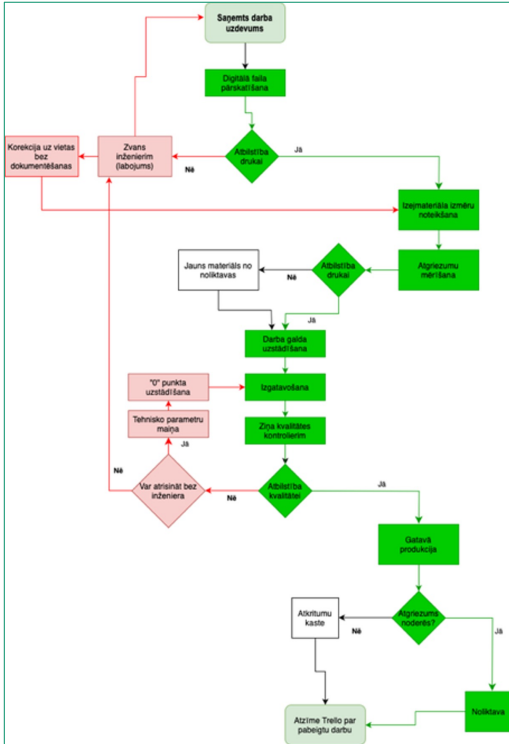 Saņemts darba
uzdevums
Digitālā faila
pārskatīšana
Atbilstība
drukai
Jā
Nē
Zvans
inženierim
(labojums)
Korekcija uz vietas
bez
dokumentēšanas
Izejmateriāla izmēru
noteikšana
Atgriezumu
mērīšana
Atbilstība
drukai
Nē
Jā
Jauns materiāls no
noliktavas
Darba galda
uzstādīšana
Izgatavošana
"0" punkta
uzstādīšana
Tehnisko parametru
maiņa
Jā
Ziņa kvalitātes
kontrolierim
Nē
Var atrisināt bez
inženiera
Nē
Atbilstība
kvalitātei
Jā
Gatavā
produkcija
Atgriezums
noderēs?
Nē
Jā
Atkritumu
kaste
Noliktava
Atzīme Trello par
pabeigtu darbu